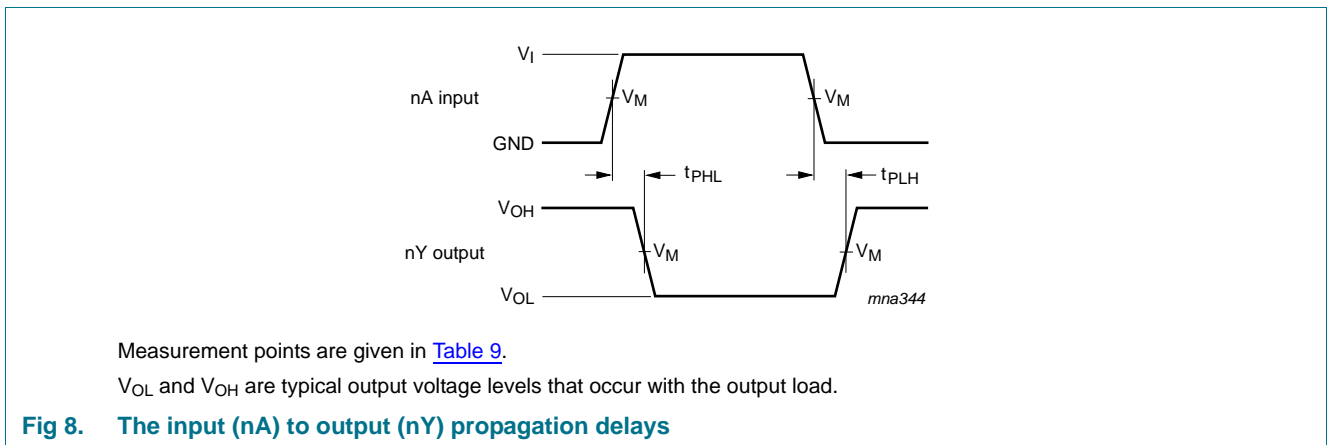 VI
nA input
VM
VM
GND
tPHL
tPLH
VOH
nY output
VM
VM
VOL
mna344
Measurement points are given in Table 9.
VOL and VOH are typical output voltage levels that occur with the output load.
Fig 8. The input (nA) to output (nY) propagation delays